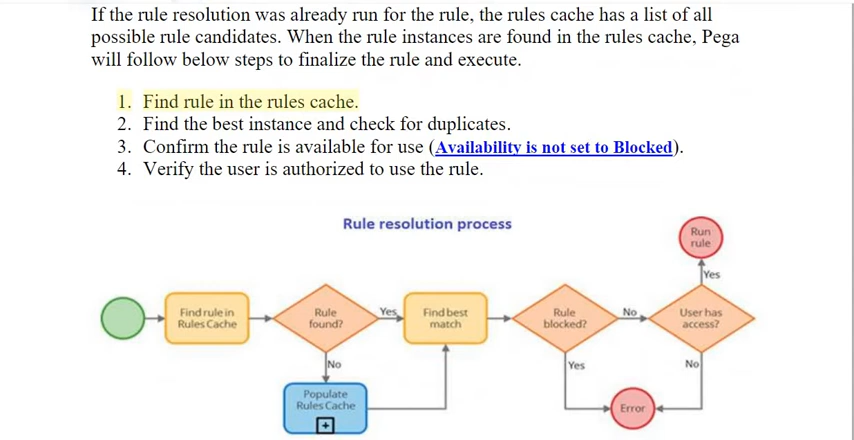 If the rule resolution was already run for the rule, the rules cache has a list of all
possible rule candidates. When the rule instances are found in the rules cache, Pega
will follow below steps to finalize the rule and execute.
1. Find rule in the rules cache.
2. Find the best instance and check for duplicates.
3. Confirm the rule is available for use (Availability is not set to Blocked).
4. Verify the user is authorized to use the rule.
Rule resolution process
Run
rule
Yes
Find rule in
Rules Cache
Rule
found?
Yes
Find best
match
Rule
blocked?
No
User has
access?
No
Yes
No
Populate
Rules Cache
Error